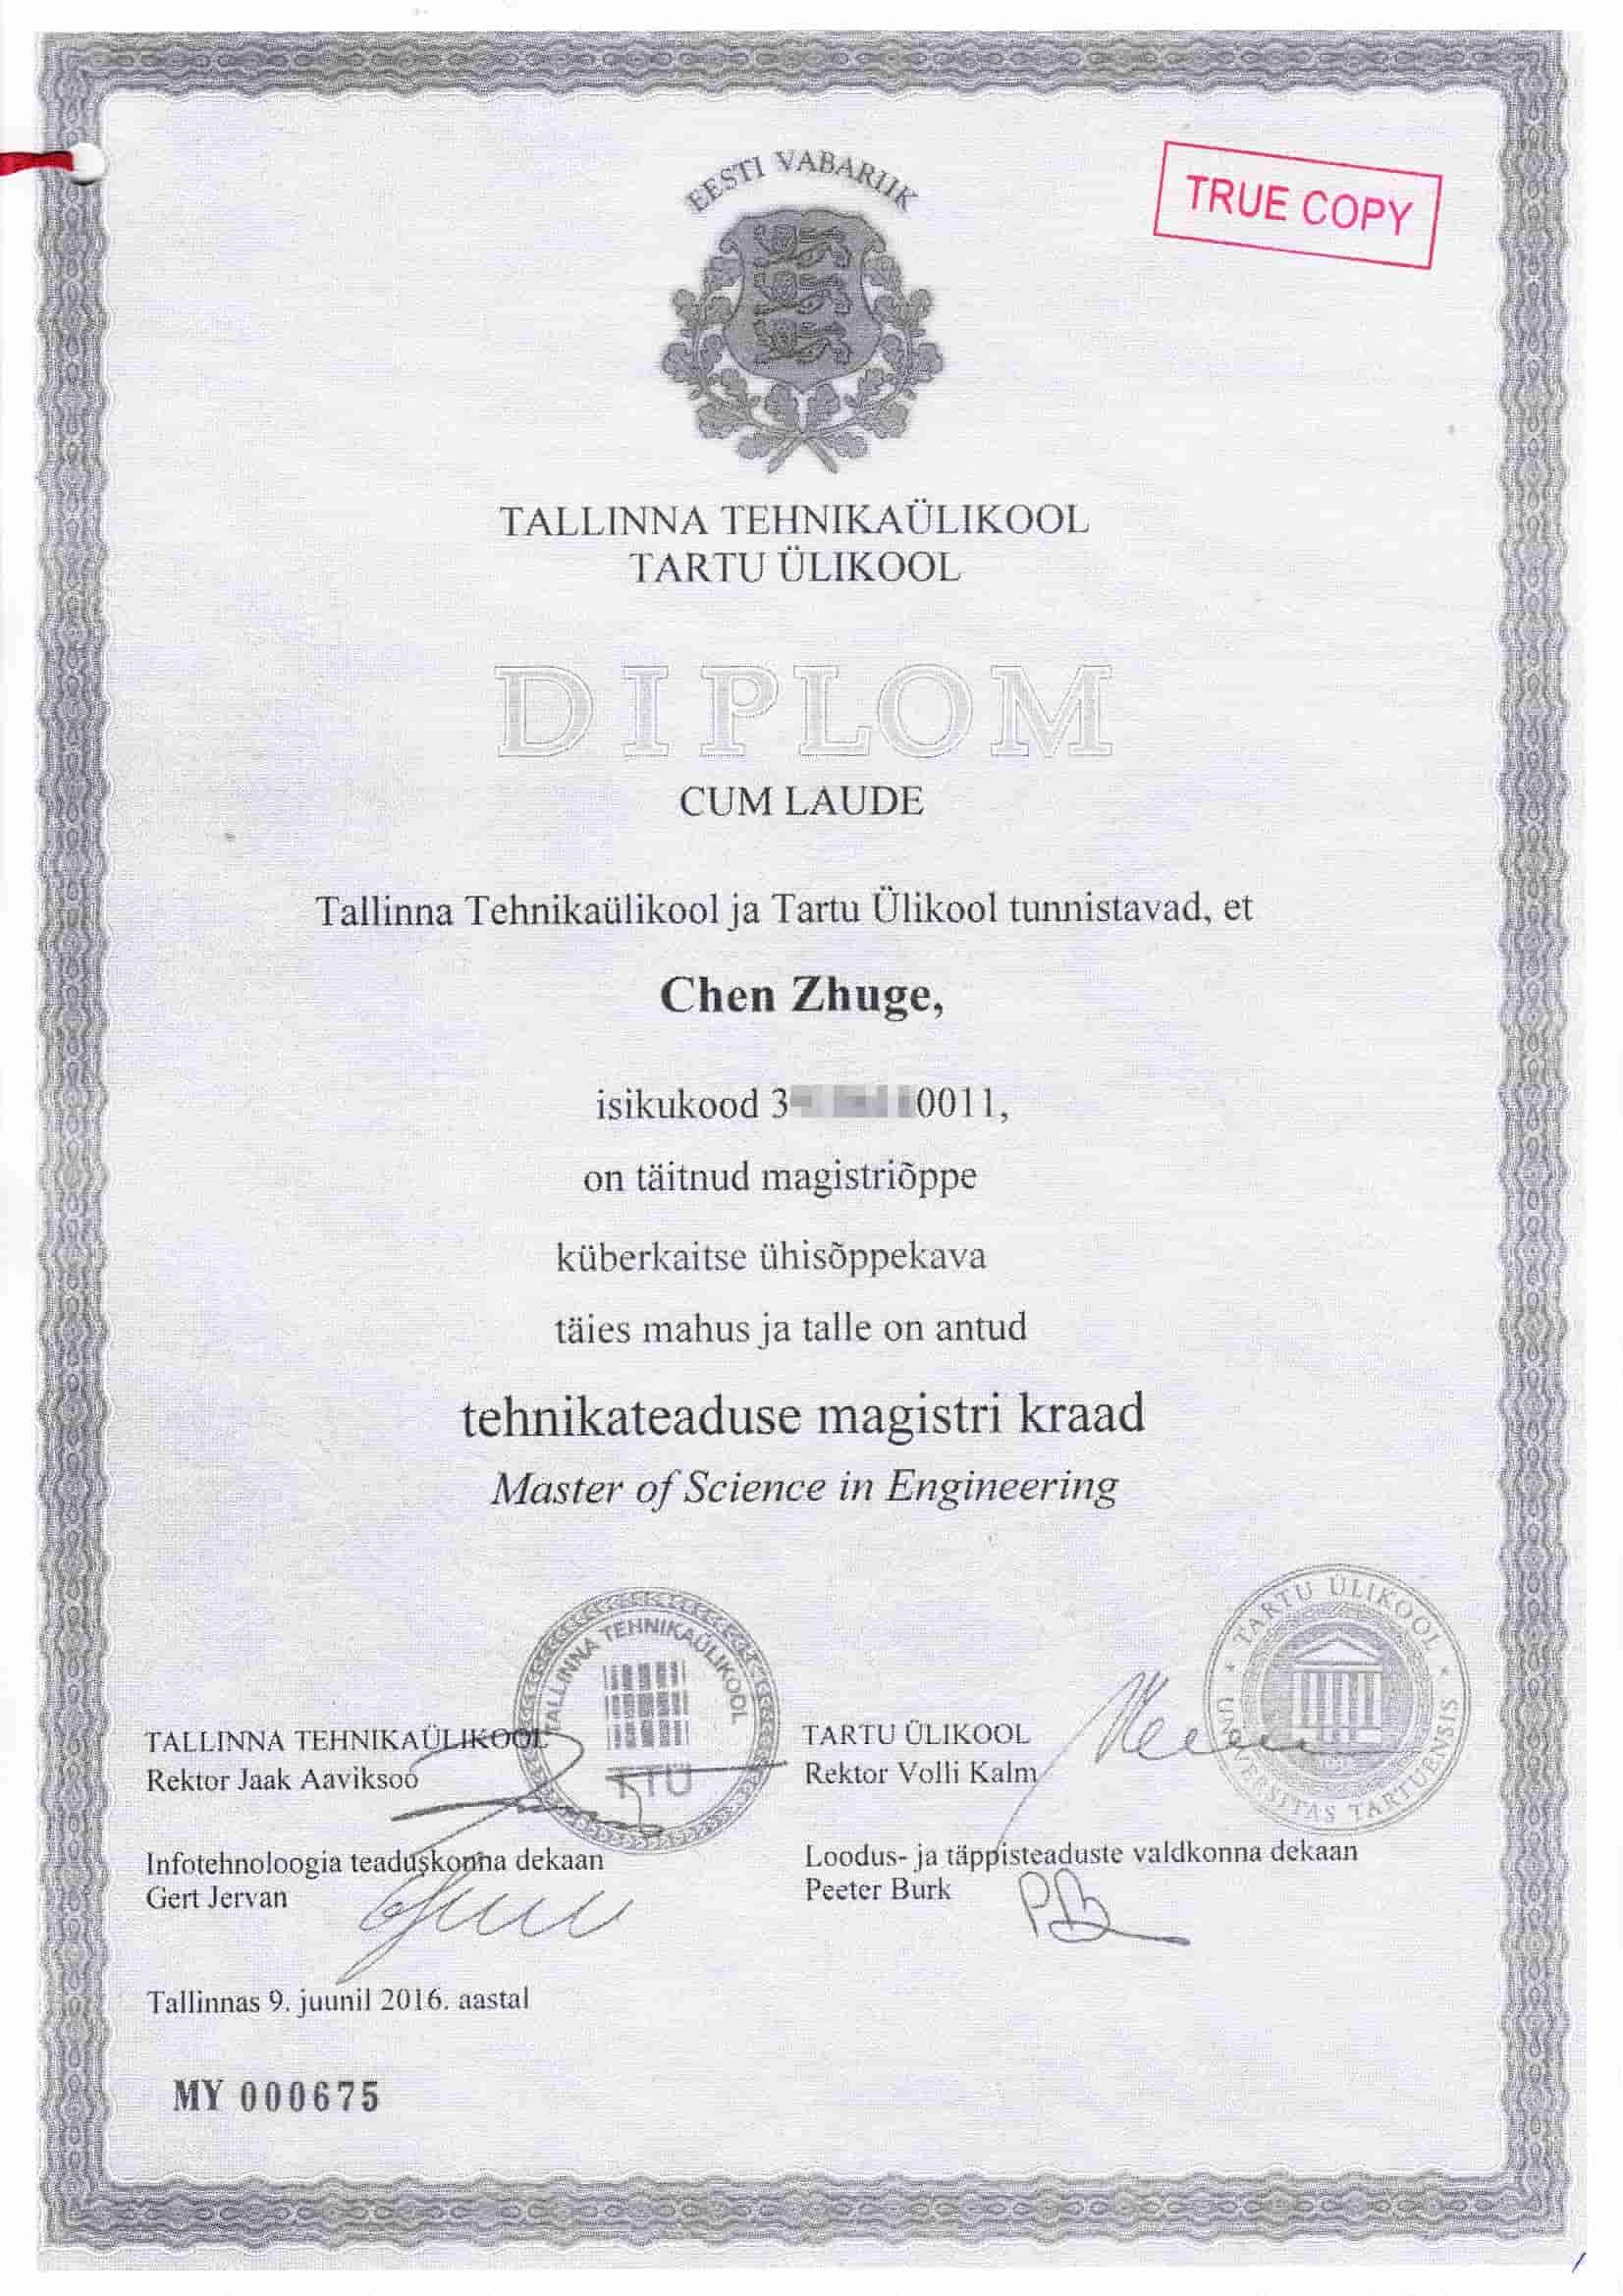 EESTI VABARIIK
TRUE COPY
TALLINNA TEHNIKAÜLIKOOL
TARTU ÜLIKOOL
DIPLOM
CUM LAUDE
Tallinna Tehnikaülikool ja Tartu Ülikool tunnistavad, et
Chen Zhuge,
isikukood 3 0011,
on täitnud magistriõppe
küberkaitse ühisõppekava
täies mahus ja talle on antud
tehnikateaduse magistri kraad
Master of Science in Engineering
TALLINNA TEHNIKAÜLIKOOL
TTÜ
TARTU ÜLIKOOL
UNIVERSITAS TARTUENSIS
TALLINNA TEHNIKAÜLIKOOL
Rektor Jaak Aaviksoo
Infotehnoloogia teaduskonna dekaan
Gert Jervan
TARTU ÜLIKOOL
Rektor Volli Kalm
Loodus- ja täppisteaduste valdkonna dekaan
Peeter Burk
Tallinnas 9. juunil 2016. aastal
MY 000675